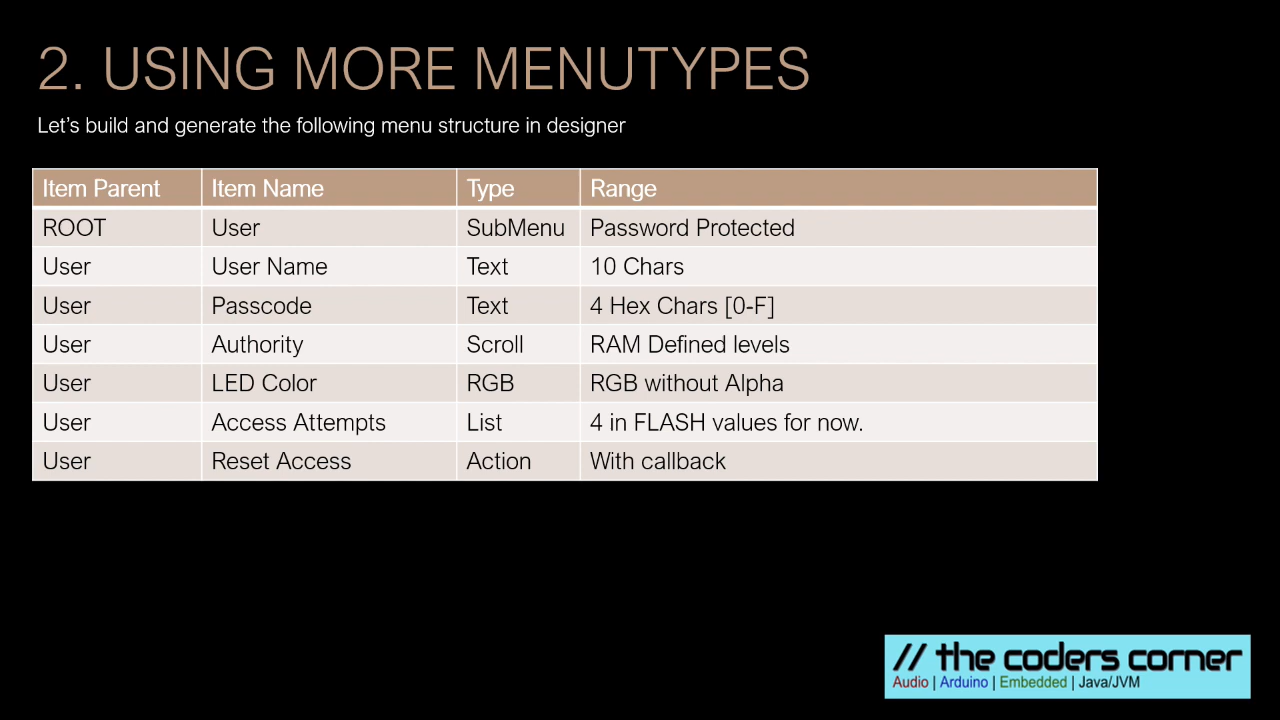 2. USING MORE MENUTYPES
Let's build and generate the following menu structure in designer
Item Parent Item Name Type Range
ROOT User SubMenu Password Protected
User User Name Text 10 Chars
User Passcode Text 4 Hex Chars [0-F]
User Authority Scroll RAM Defined levels
User LED Color RGB RGB without Alpha
User Access Attempts List 4 in FLASH values for now.
User Reset Access Action With callback
// the coders corner
Audio | Arduino | Embedded | Java/JVM